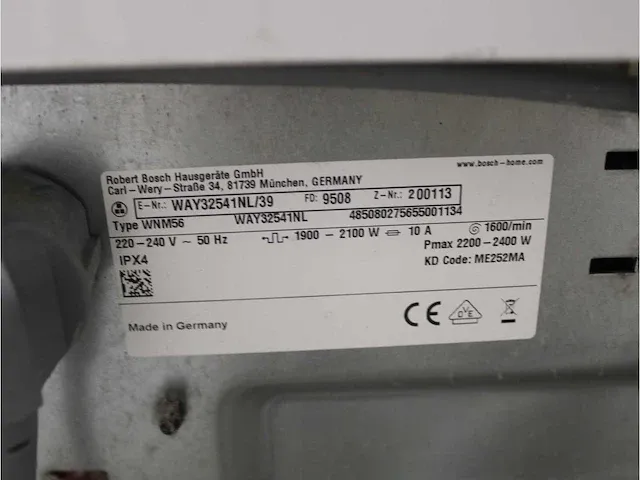 Robert Bosch Hausgeräte GmbH
www.bosch-home.com
Carl-Wery-Straße 34, 81739 München, GERMANY
E-Nr.: WAY32541NL/39 FD: 9508 Z-Nr.: 200113
Type WNM56 WAY32541NL 485080275655001134
220-240 V ~ 50 Hz 1900 - 2100 W 10 A 1600/min
IPX4 Pmax 2200-2400 W
KD Code: ME252MA
CE VDE
Made in Germany